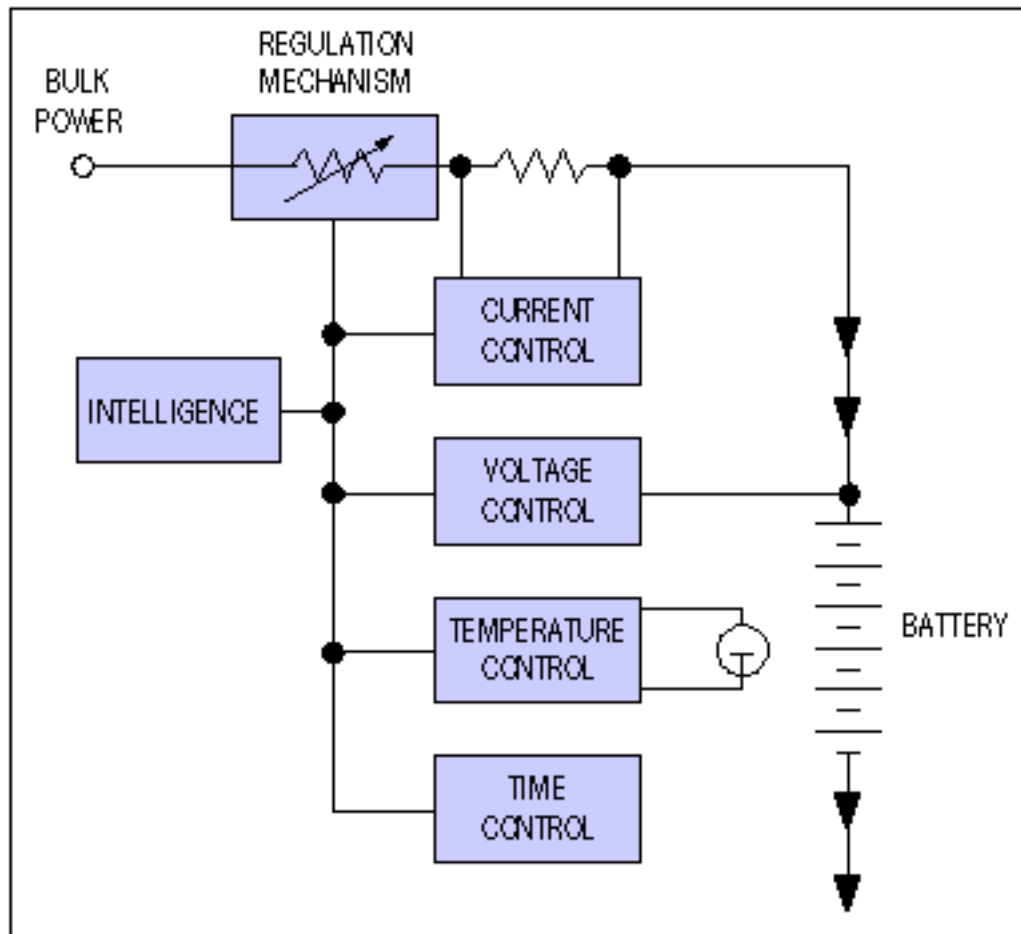 REGULATION
MECHANISM
BULK
POWER
CURRENT
CONTROL
INTELLIGENCE
VOLTAGE
CONTROL
TEMPERATURE
CONTROL
BATTERY
TIME
CONTROL